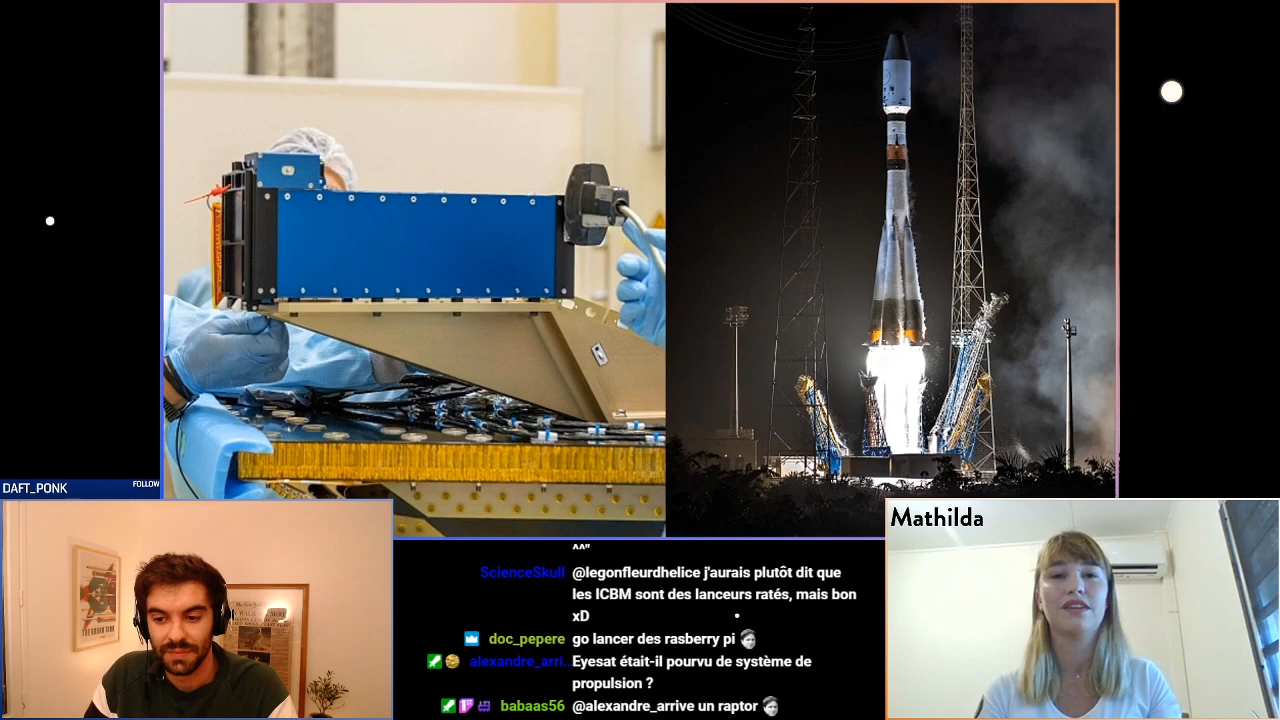 DAFT_PONK
FOLLOW
Mathilda
^^"
ScienceSkull @legonfleurdhelice j'aurais plutôt dit que
les ICBM sont des lanceurs ratés, mais bon
xD
doc_pepere go lancer des rasberry pi
alexandre_arri... Eyesat était-il pourvu de système de
propulsion ?
babaas56 @alexandre_arrive un raptor